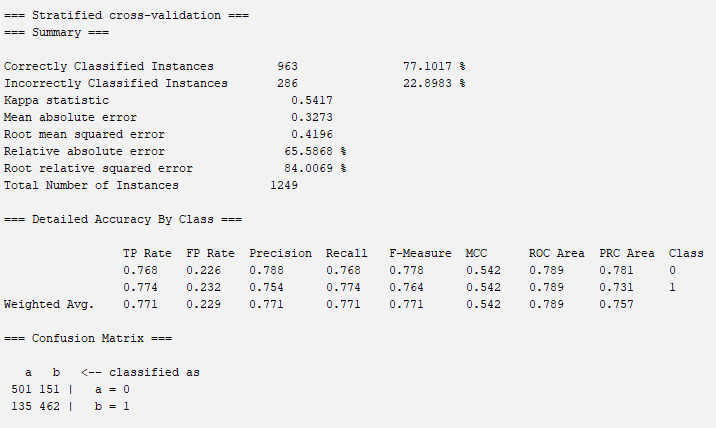 === Stratified cross-validation ===
=== Summary ===
Correctly Classified Instances 963 77.1017 %
Incorrectly Classified Instances 286 22.8983 %
Kappa statistic 0.5417
Mean absolute error 0.3273
Root mean squared error 0.4196
Relative absolute error 65.5868 %
Root relative squared error 84.0069 %
Total Number of Instances 1249
=== Detailed Accuracy By Class ===
TP Rate FP Rate Precision Recall F-Measure MCC ROC Area PRC Area Class
0.768 0.226 0.788 0.768 0.778 0.542 0.789 0.781 0
0.774 0.232 0.754 0.774 0.764 0.542 0.789 0.731 1
Weighted Avg. 0.771 0.229 0.771 0.771 0.771 0.542 0.789 0.757
=== Confusion Matrix ===
a b <-- classified as
501 151 | a = 0
135 462 | b = 1